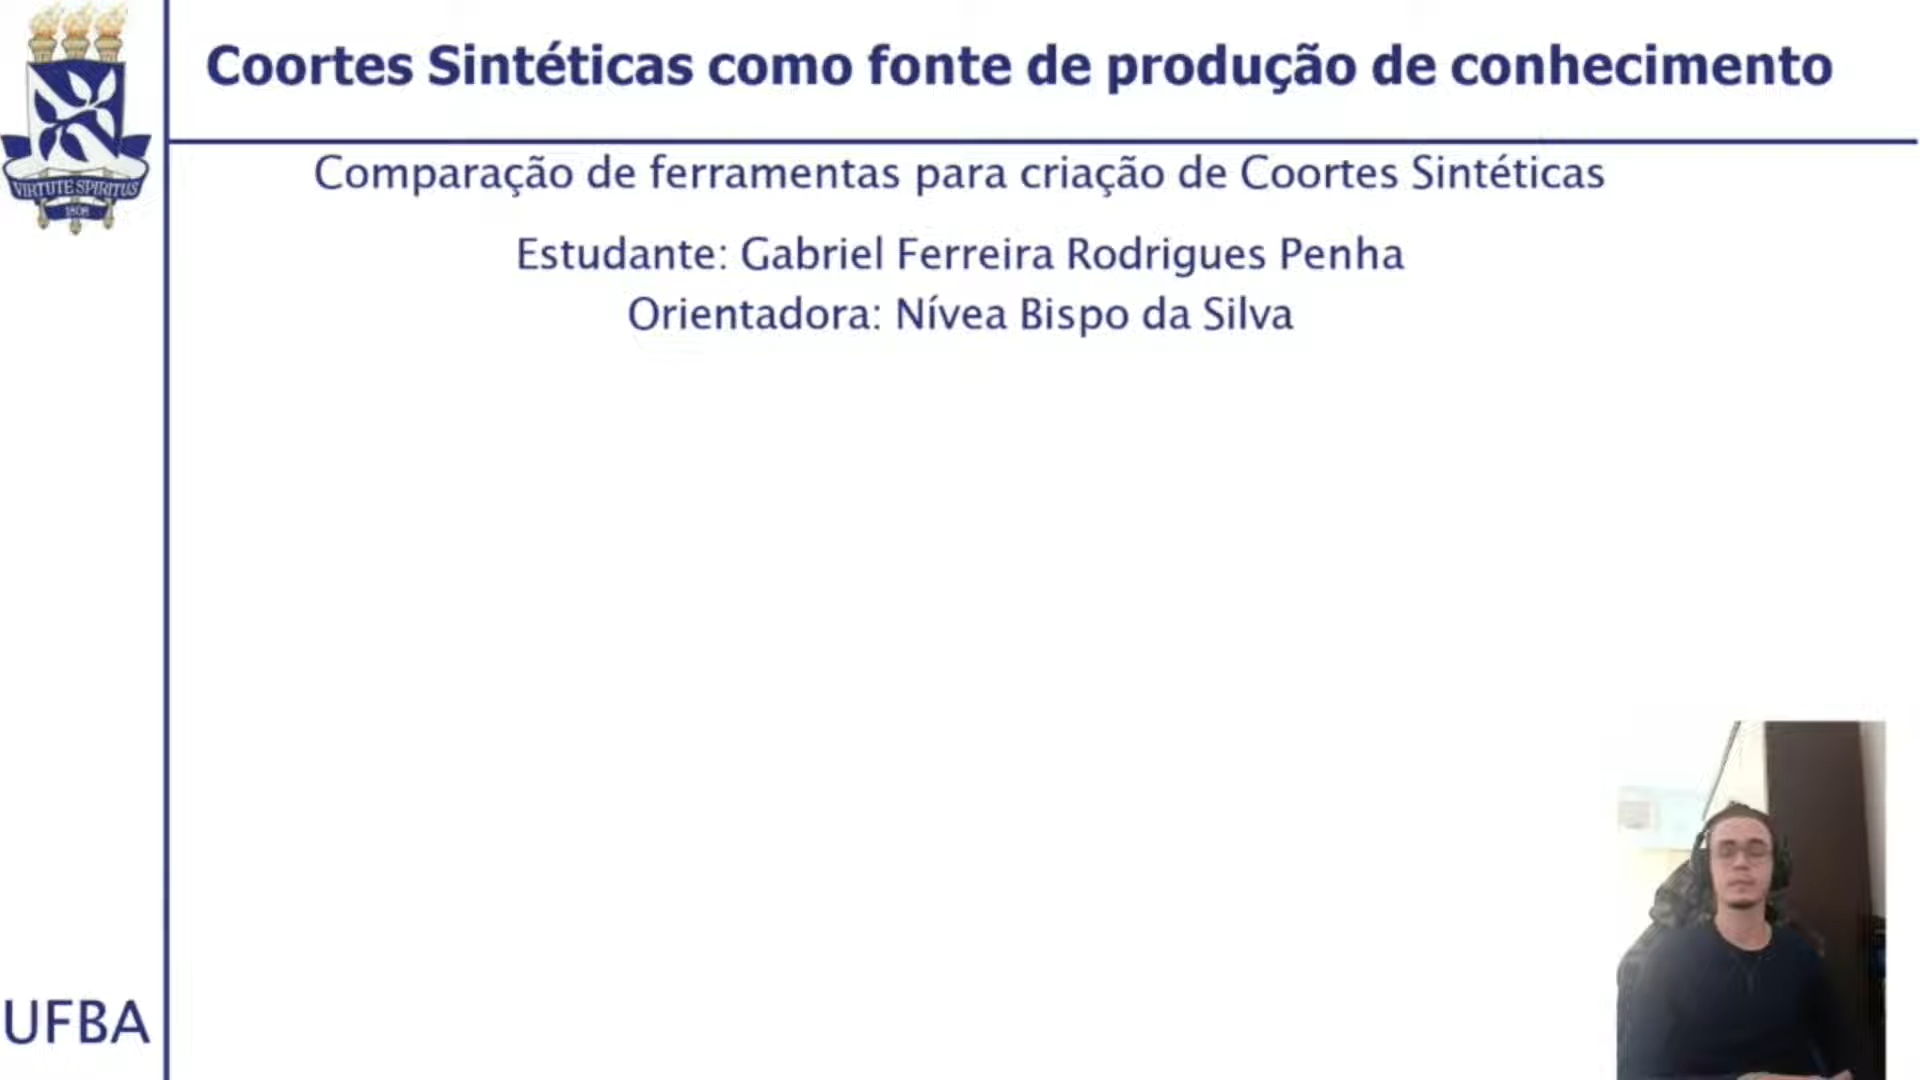 Coortes Sintéticas como fonte de produção de conhecimento
Comparação de ferramentas para criação de Coortes Sintéticas
Estudante: Gabriel Ferreira Rodrigues Penha
Orientadora: Nívea Bispo da Silva
VIRTUTE SPIRITUS
1808
UFBA